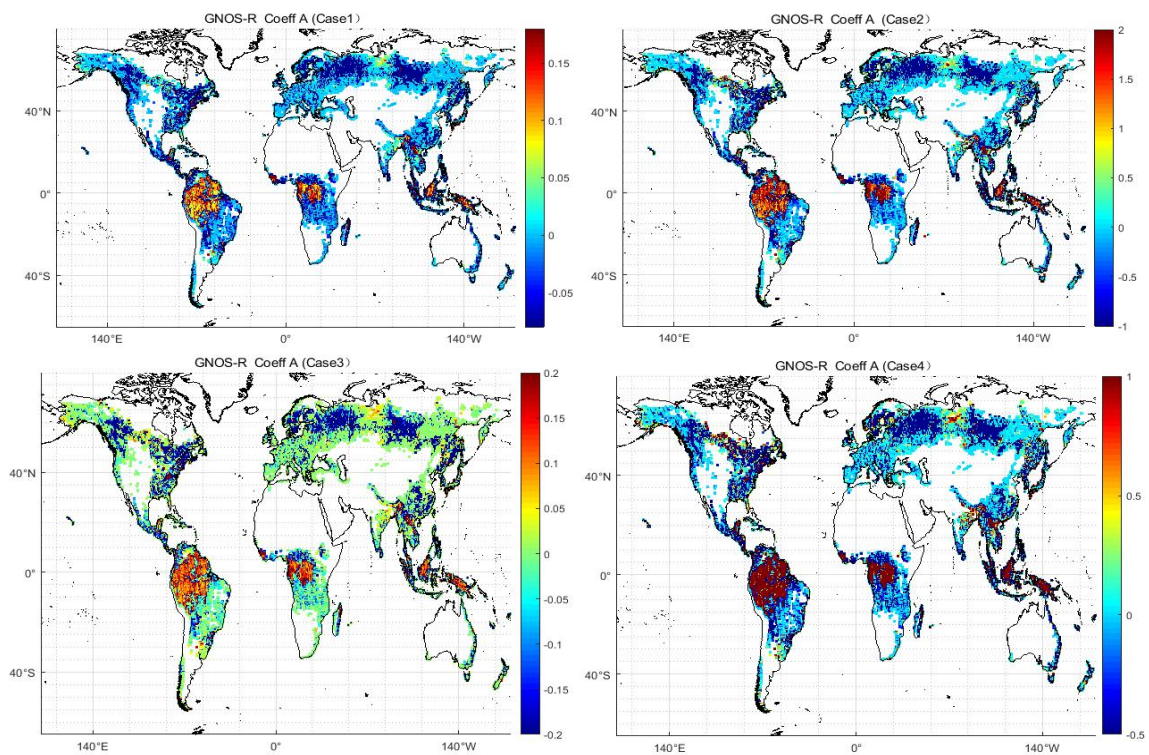 GNOS-R Coeff A (Case1)
40°N
0°
40°S
140°E
0°
140°W
0.15
0.1
0.05
0
-0.05
GNOS-R Coeff A (Case2)
40°N
0°
40°S
140°E
0°
140°W
2
1.5
1
0.5
0
-0.5
-1
GNOS-R Coeff A (Case3)
40°N
0°
40°S
140°E
0°
140°W
0.2
0.15
0.1
0.05
0
-0.05
-0.1
-0.15
-0.2
GNOS-R Coeff A (Case4)
40°N
0°
40°S
140°E
0°
140°W
1
0.5
0
-0.5